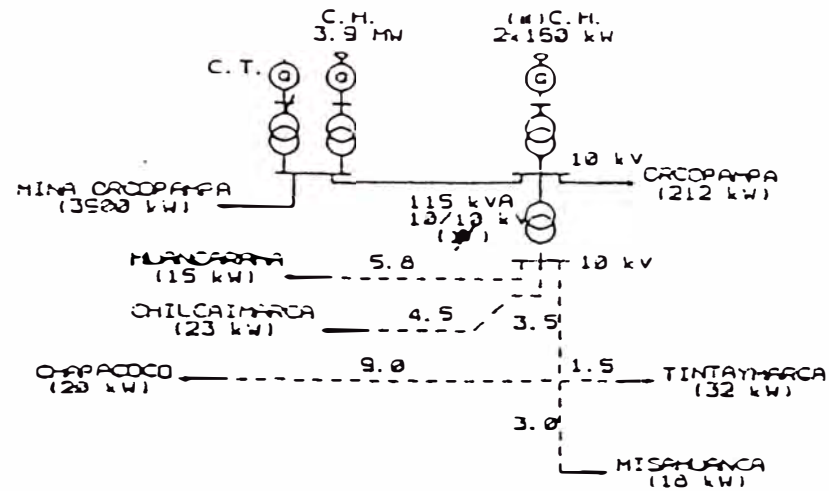 C. H.
3.9 MW
(*) C. H.
2x150 kW
C. T.
G
G
G
10 kV
MINA ORCOPAMPA
(3500 kW)
ORCOPAMPA
(212 kW)
115 kVA
10/10 kV
(*)
HUANCARAMA
(15 kW)
5.8
10 kV
CHILCAIMARCA
(23 kW)
4.5
3.5
CHAPACOCO
(20 kW)
9.0
1.5
TINTAYMARCA
(32 kW)
3.0
MISAHUANCA
(18 kW)